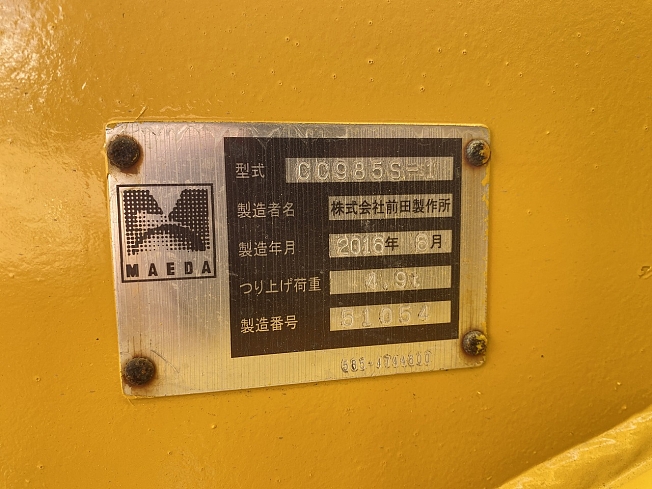 型式 CC985S-1
製造者名 株式会社前田製作所
製造年月 2016年 6月
つり上げ荷重 4.9t
製造番号 61054
MAEDA